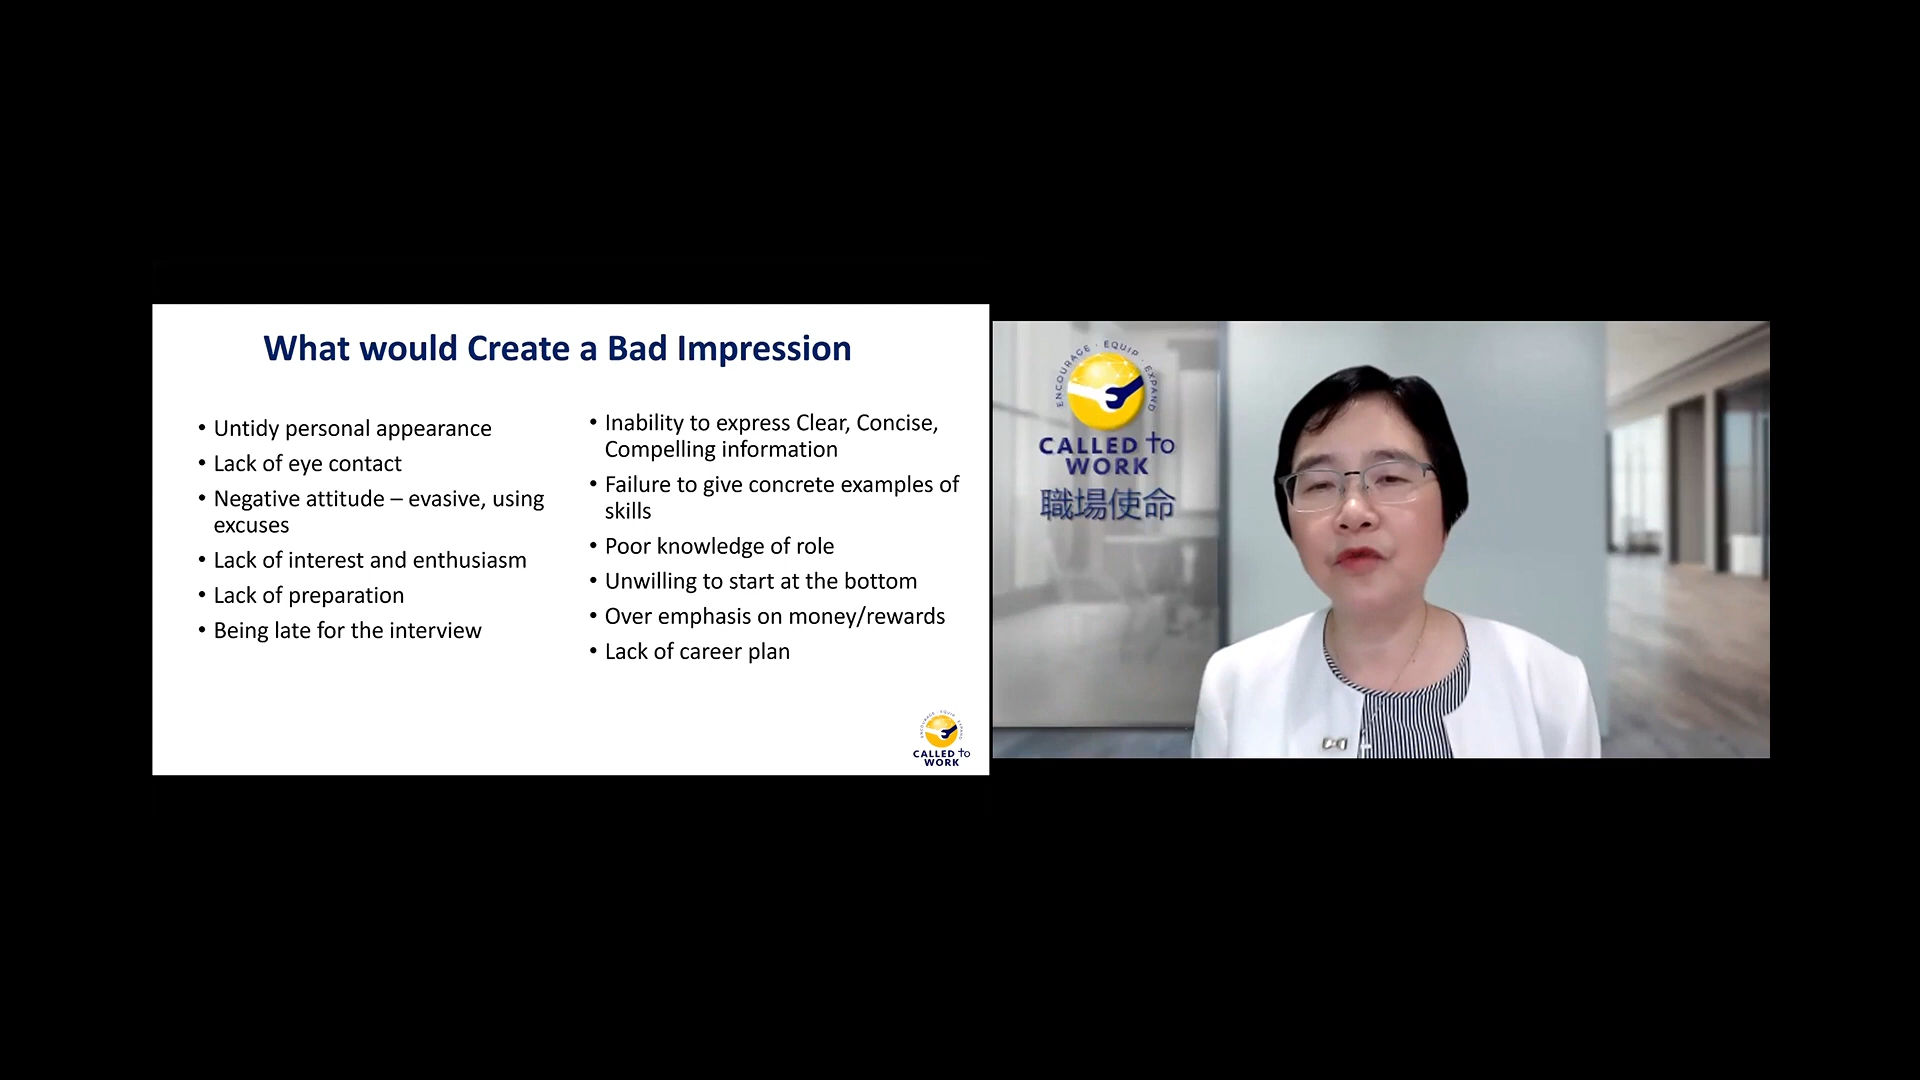 What would Create a Bad Impression
• Untidy personal appearance
• Lack of eye contact
• Negative attitude – evasive, using
excuses
• Lack of interest and enthusiasm
• Lack of preparation
• Being late for the interview
• Inability to express Clear, Concise,
Compelling information
• Failure to give concrete examples of
skills
• Poor knowledge of role
• Unwilling to start at the bottom
• Over emphasis on money/rewards
• Lack of career plan
ENCOURAGE · EQUIP · EXPAND
CALLED to
WORK
ENCOURAGE · EQUIP · EXPAND
CALLED to
WORK
職場使命